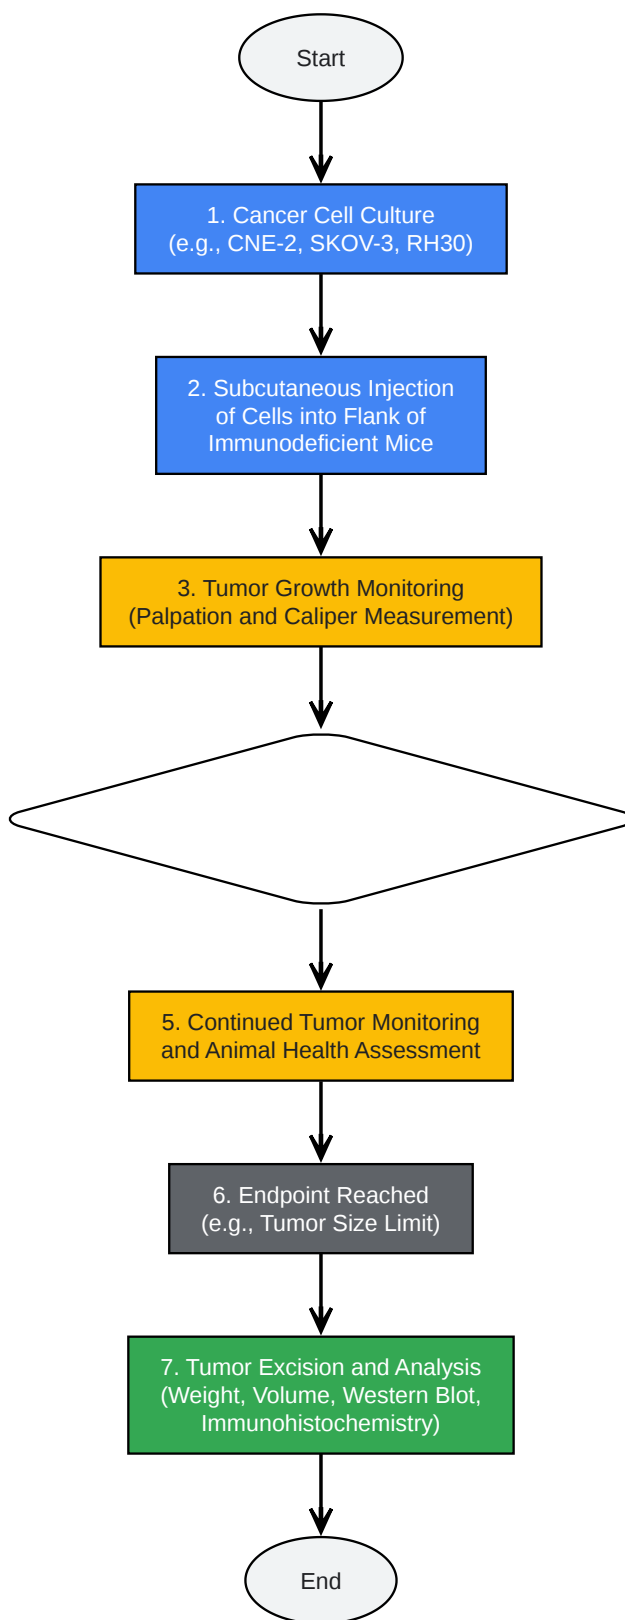 Start
1. Cancer Cell Culture
(e.g., CNE-2, SKOV-3, RH30)
2. Subcutaneous Injection
of Cells into Flank of
Immunodeficient Mice
3. Tumor Growth Monitoring
(Palpation and Caliper Measurement)
5. Continued Tumor Monitoring
and Animal Health Assessment
6. Endpoint Reached
(e.g., Tumor Size Limit)
7. Tumor Excision and Analysis
(Weight, Volume, Western Blot,
Immunohistochemistry)
End